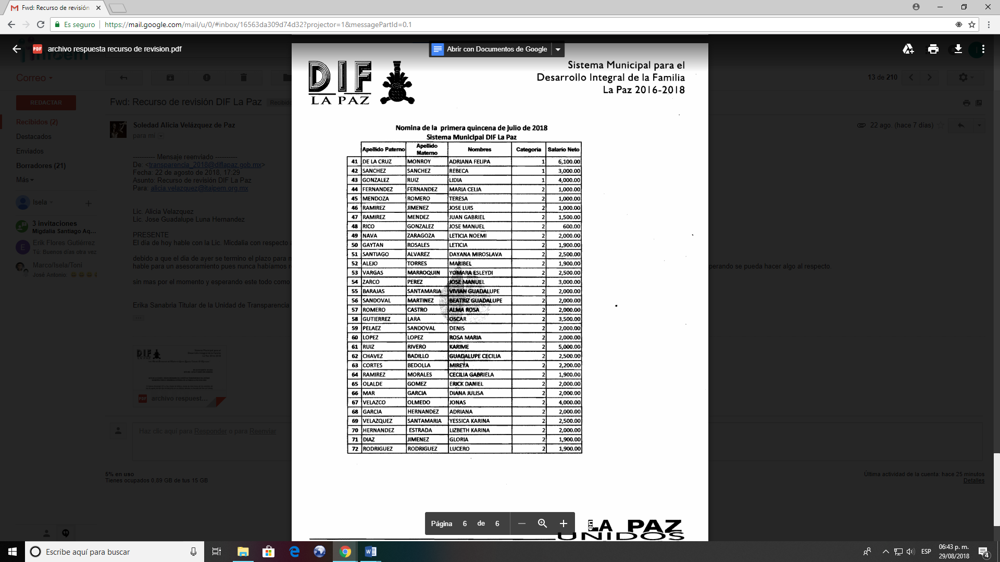 Fwd: Recurso de revisión
Es seguro
https://mail.google.com/mail/u/0/#inbox/16563da309d74d32?projector=1&messagePartId=0.1
PDF archivo respuesta recurso de revision.pdf
Abrir con Documentos de Google
Correo
13 de 210
REDACTAR
Recibidos (2)
Destacados
Enviados
Borradores (21)
Más
Isela
3 invitaciones
Migdalia Santiago Aq...
E Erik Flores Gutiérrez
Tú: Buenos días otra vez
Marco/Isela/Toni
José Antonio:
Fwd: Recurso de revisión DIF La Paz
Soledad Alicia Velázquez de Paz
para mí
22 ago. (hace 7 días)
---------- Mensaje reenviado ----------
De: <transparencia_2018@diflapaz.gob.mx>
Fecha: 22 de agosto de 2018, 17:29
Asunto: Recurso de revisión DIF La Paz
Para: alicia.velazquez@itaipem.org.mx
Lic. Alicia Velazquez
Lic. Jose Guadalupe Luna Hernandez
PRESENTE
El dia de hoy hable con la Lic. Micdalia con respecto a
debido a que el dia de ayer se termino el plazo para
hable para un asesoramiento pues nunca habiamos
perando se pueda hacer algo al respecto.
sin mas por el momento y esperando este todo como
Erika Sanabria Titular de la Unidad de Transparencia
PDF archivo respuest...
Haz clic aquí para Responder o para Reenviar
5% en uso
Tienes ocupados 0.89 GB de tus 15 GB
Última actividad de la cuenta: hace 25 minutos
Detalles
DIF
LA PAZ
Sistema Municipal para el
Desarrollo Integral de la Familia
La Paz 2016-2018
Nomina de la primera quincena de julio de 2018
Sistema Municipal DIF La Paz
Apellido Paterno Apellido Materno Nombres Categoria Salario Neto
41 DE LA CRUZ MONROY ADRIANA FELIPA 1 6,100.00
42 SANCHEZ SANCHEZ REBECA 1 3,000.00
43 GONZALEZ RUIZ LIDIA 1 4,000.00
44 FERNANDEZ FERNANDEZ MARIA CELIA 2 1,000.00
45 MENDOZA ROMERO TERESA 2 1,000.00
46 RAMIREZ JIMENEZ JOSE LUIS 2 1,000.00
47 RAMIREZ MENDEZ JUAN GABRIEL 2 1,500.00
48 RICO GONZALEZ JOSE MANUEL 2 600.00
49 NAVA ZARAGOZA LETICIA NOEMI 2 2,000.00
50 GAYTAN ROSALES LETICIA 2 1,900.00
51 SANTIAGO ALVAREZ DAYANA MIROSLAVA 2 2,500.00
52 ALEJO TORRES MARIBEL 2 1,900.00
53 VARGAS MARROQUIN YOMARA ESLEYDI 2 2,500.00
54 ZARCO PEREZ JOSE MANUEL 2 3,000.00
55 BARAJAS SANTAMARIA VIVIAN GUADALUPE 2 2,000.00
56 SANDOVAL MARTINEZ BEATRIZ GUADALUPE 2 2,000.00
57 ROMERO CASTRO ALMA ROSA 2 2,000.00
58 GUTIERREZ LARA OSCAR 2 3,500.00
59 PELAEZ SANDOVAL DENIS 2 2,000.00
60 LOPEZ LOPEZ ROSA MARIA 2 2,000.00
61 RUIZ RIVERO KARIME 2 5,000.00
62 CHAVEZ BADILLO GUADALUPE CECILIA 2 2,500.00
63 CORTES BEDOLLA MIREYA 2 2,200.00
64 RAMIREZ MORALES CECILIA GABRIELA 2 1,900.00
65 OLALDE GOMEZ ERICK DANIEL 2 2,000.00
66 MAR GARCIA DIANA JULISA 2 2,000.00
67 VELAZCO OLMEDO JONAS 2 4,000.00
68 GARCIA HERNANDEZ ADRIANA 2 2,000.00
69 VELAZQUEZ SANTAMARIA YESSICA KARINA 2 2,500.00
70 HERNANDEZ ESTRADA LIZBETH KARINA 2 2,000.00
71 DIAZ JIMENEZ GLORIA 2 1,900.00
72 RODRIGUEZ RODRIGUEZ LUCERO 2 1,900.00
Página 6 de 6
en LA PAZ
UNIDOS
Escribe aquí para buscar
ESP
06:43 p. m.
29/08/2018
4